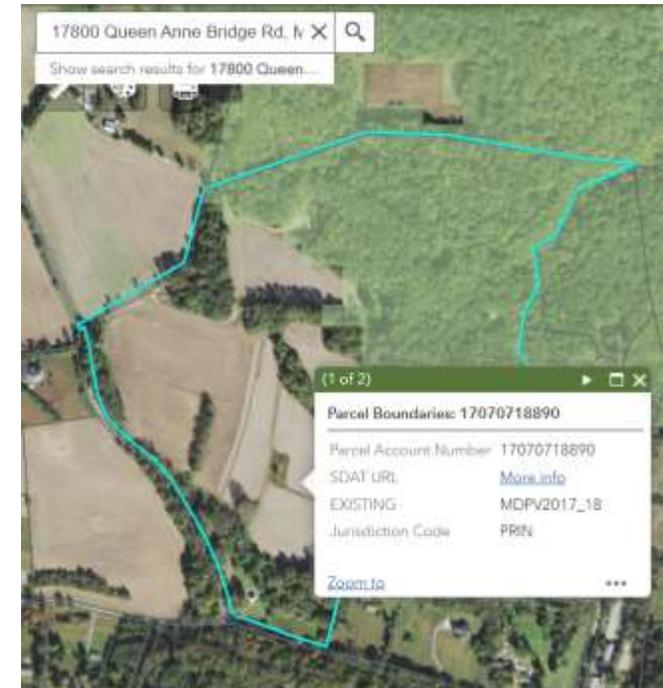 17800 Queen Anne Bridge Rd, M
Show search results for 17800 Queen...
(1 of 2)
Parcel Boundaries: 17070718890
Parcel Account Number 17070718890
SDAT URL More info
EXISTING MDPV2017_18
Jurisdiction Code PRIN
Zoom to